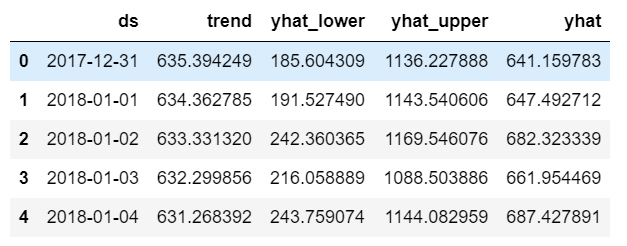 ds trend yhat_lower yhat_upper yhat
0 2017-12-31 635.394249 185.604309 1136.227888 641.159783
1 2018-01-01 634.362785 191.527490 1143.540606 647.492712
2 2018-01-02 633.331320 242.360365 1169.546076 682.323339
3 2018-01-03 632.299856 216.058889 1088.503886 661.954469
4 2018-01-04 631.268392 243.759074 1144.082959 687.427891